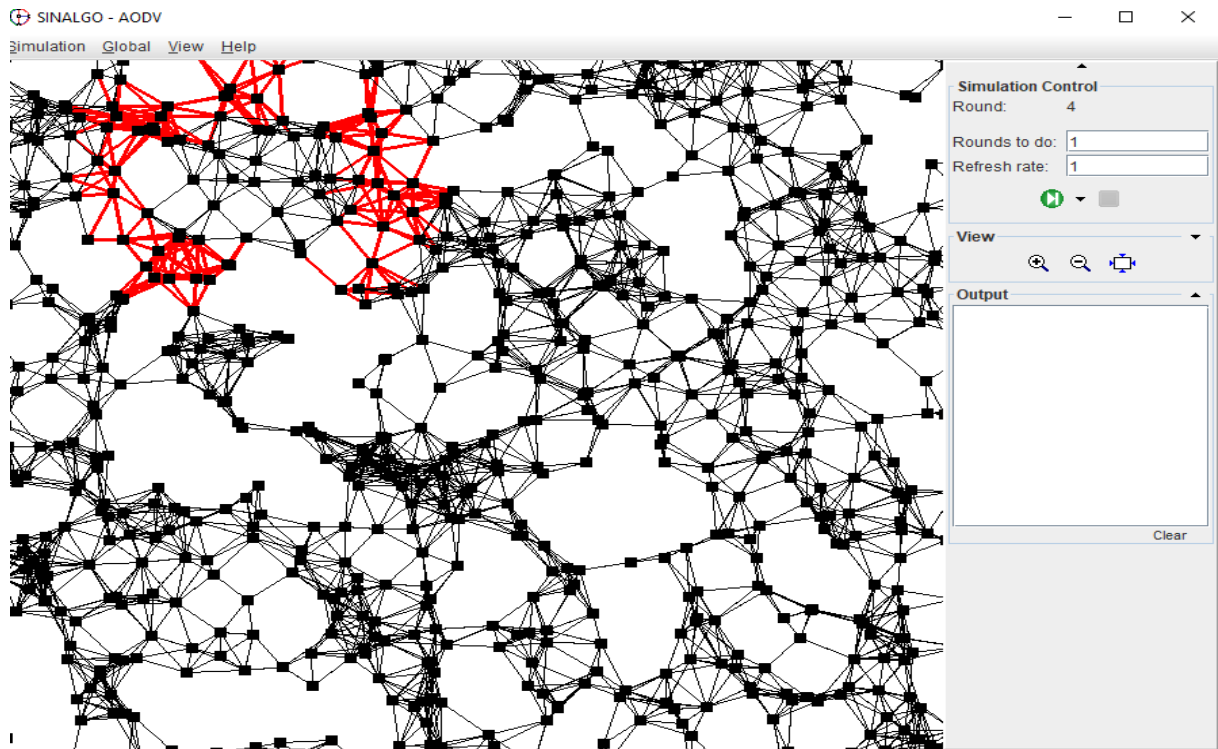 SINALGO - AODV
Simulation Global View Help
Simulation Control
Round: 4
Rounds to do: 1
Refresh rate: 1
View
Output
Clear